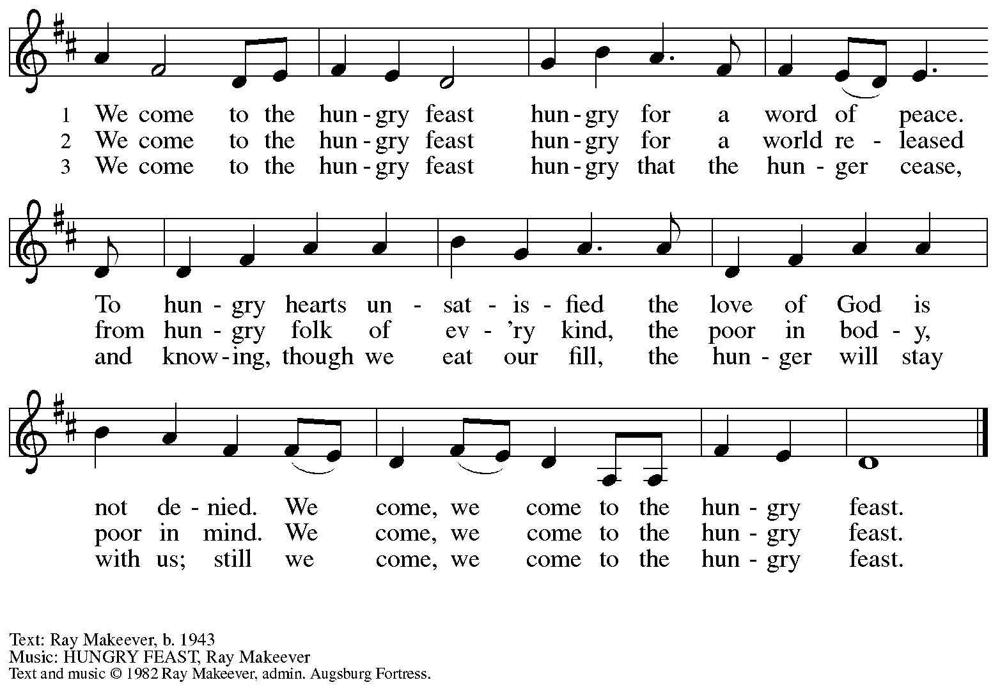 1 We come to the hun - gry feast hun - gry for a word of peace.
2 We come to the hun - gry feast hun - gry for a world re - leased
3 We come to the hun - gry feast hun - gry that the hun - ger cease,
To hun - gry hearts un - sat - is - fied the love of God is
from hun - gry folk of ev - ’ry kind, the poor in bod - y,
and know - ing, though we eat our fill, the hun - ger will stay
not de - nied. We come, we come to the hun - gry feast.
poor in mind. We come, we come to the hun - gry feast.
with us; still we come, we come to the hun - gry feast.
Text: Ray Makeever, b. 1943
Music: HUNGRY FEAST, Ray Makeever
Text and music © 1982 Ray Makeever, admin. Augsburg Fortress.